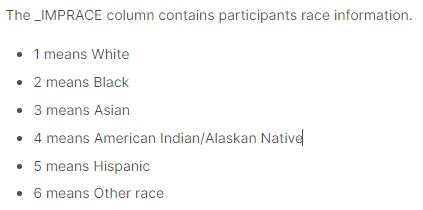 The _IMPRACE column contains participants race information.
• 1 means White
• 2 means Black
• 3 means Asian
• 4 means American Indian/Alaskan Native
• 5 means Hispanic
• 6 means Other race